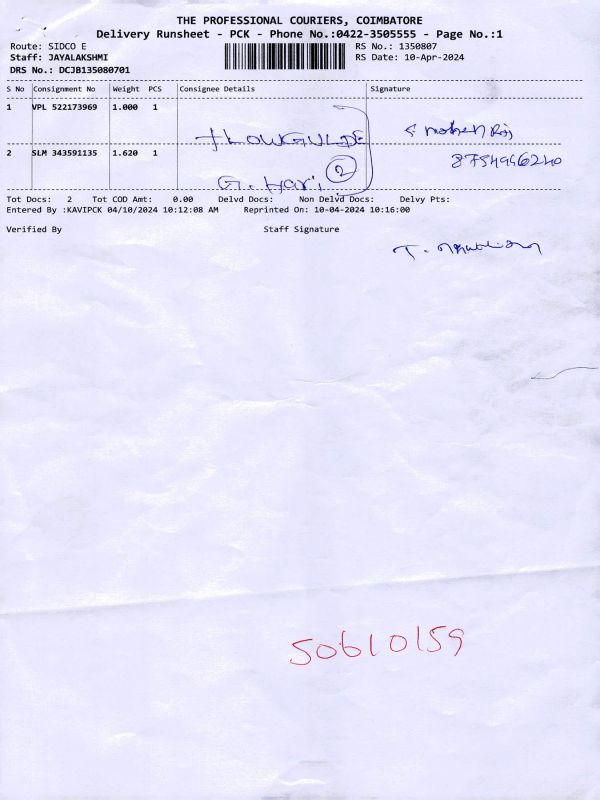 THE PROFESSIONAL COURIERS, COIMBATORE
Delivery Runsheet - PCK - Phone No.:0422-3505555 - Page No.:1
Route: SIDCO E RS No.: 1350807
Staff: JAYALAKSHMI RS Date: 10-Apr-2024
DRS No.: DCJB135080701
S No Consignment No Weight PCS Consignee Details Signature
1 VPL 522173969 1.000 1
FLOWGULDE S
2 SLM 343591135 1.620 1 8754946240
G. Hari 2
Tot Docs: 2 Tot COD Amt: 0.00 Delvd Docs: Non Delvd Docs: Delvy Pts:
Entered By :KAVIPCK 04/10/2024 10:12:08 AM Reprinted On: 10-04-2024 10:16:00
Verified By Staff Signature
T.
50610159